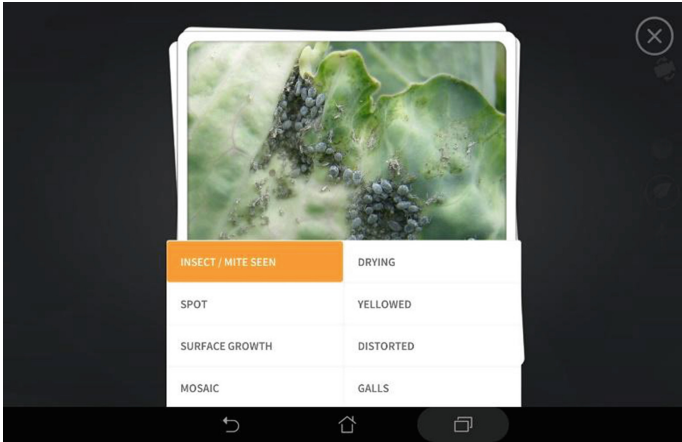 INSECT / MITE SEEN
DRYING
SPOT
YELLOWED
SURFACE GROWTH
DISTORTED
MOSAIC
GALLS